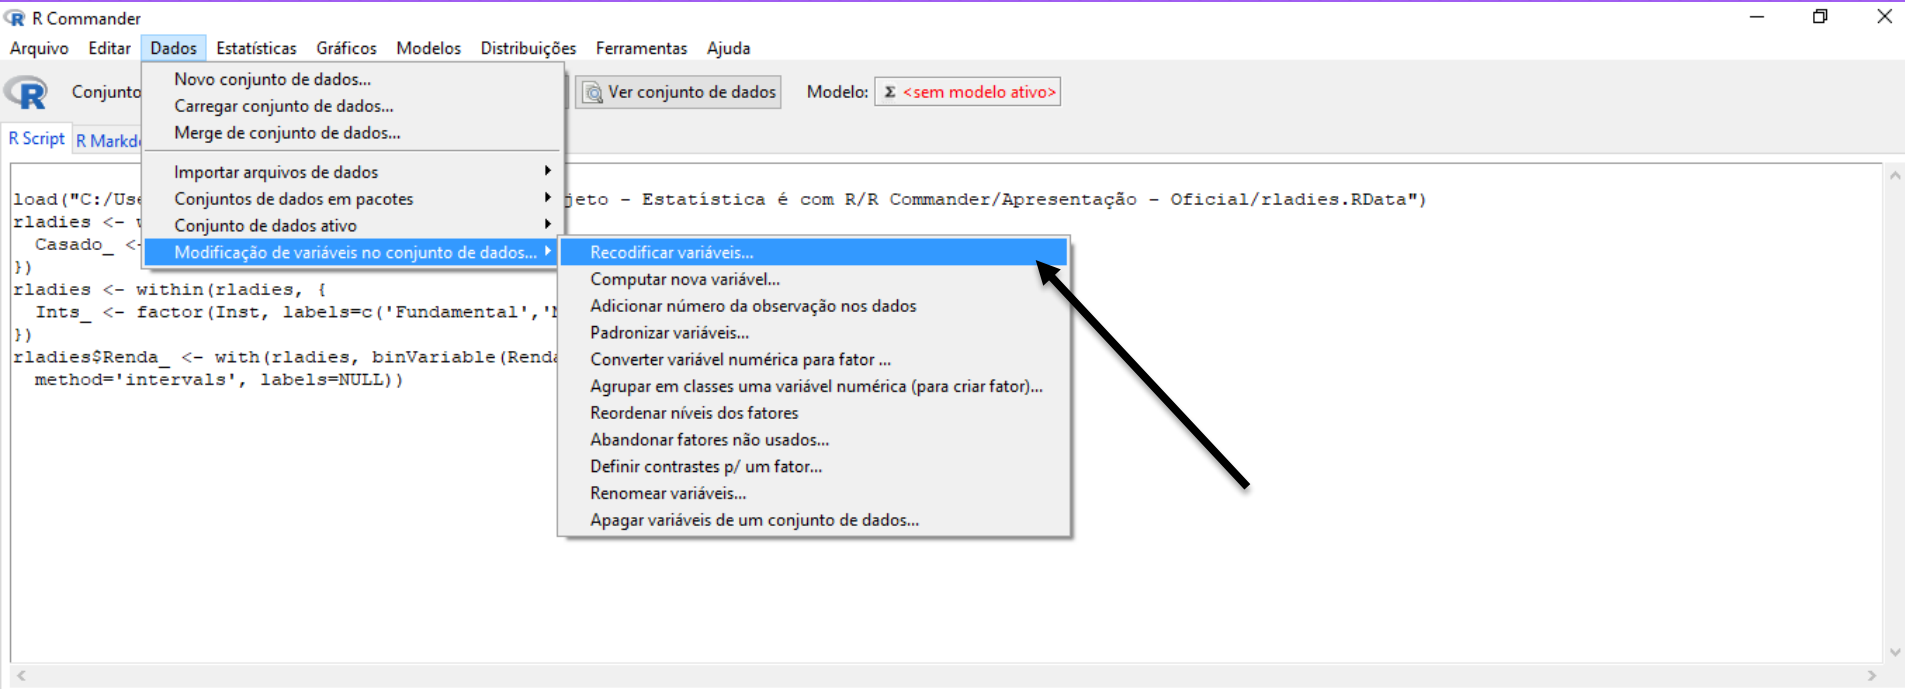 R Commander
Arquivo Editar Dados Estatísticas Gráficos Modelos Distribuições Ferramentas Ajuda
Conjunto
Ver conjunto de dados
Modelo: Σ <sem modelo ativo>
R Script
R Markd
Novo conjunto de dados...
Carregar conjunto de dados...
Merge de conjunto de dados...
Importar arquivos de dados
Conjuntos de dados em pacotes
Conjunto de dados ativo
Modificação de variáveis no conjunto de dados...
Recodificar variáveis...
Computar nova variável...
Adicionar número da observação nos dados
Padronizar variáveis...
Converter variável numérica para fator ...
Agrupar em classes uma variável numérica (para criar fator)...
Reordenar níveis dos fatores
Abandonar fatores não usados...
Definir contrastes p/ um fator...
Renomear variáveis...
Apagar variáveis de um conjunto de dados...
load("C:/Use jeto - Estatística é com R/R Commander/Apresentação - Oficial/rladies.RData")
rladies <- w
Casado_ <-
})
rladies <- within(rladies, {
Ints_ <- factor(Inst, labels=c('Fundamental','M
})
rladies$Renda_ <- with(rladies, binVariable(Renda
method='intervals', labels=NULL))